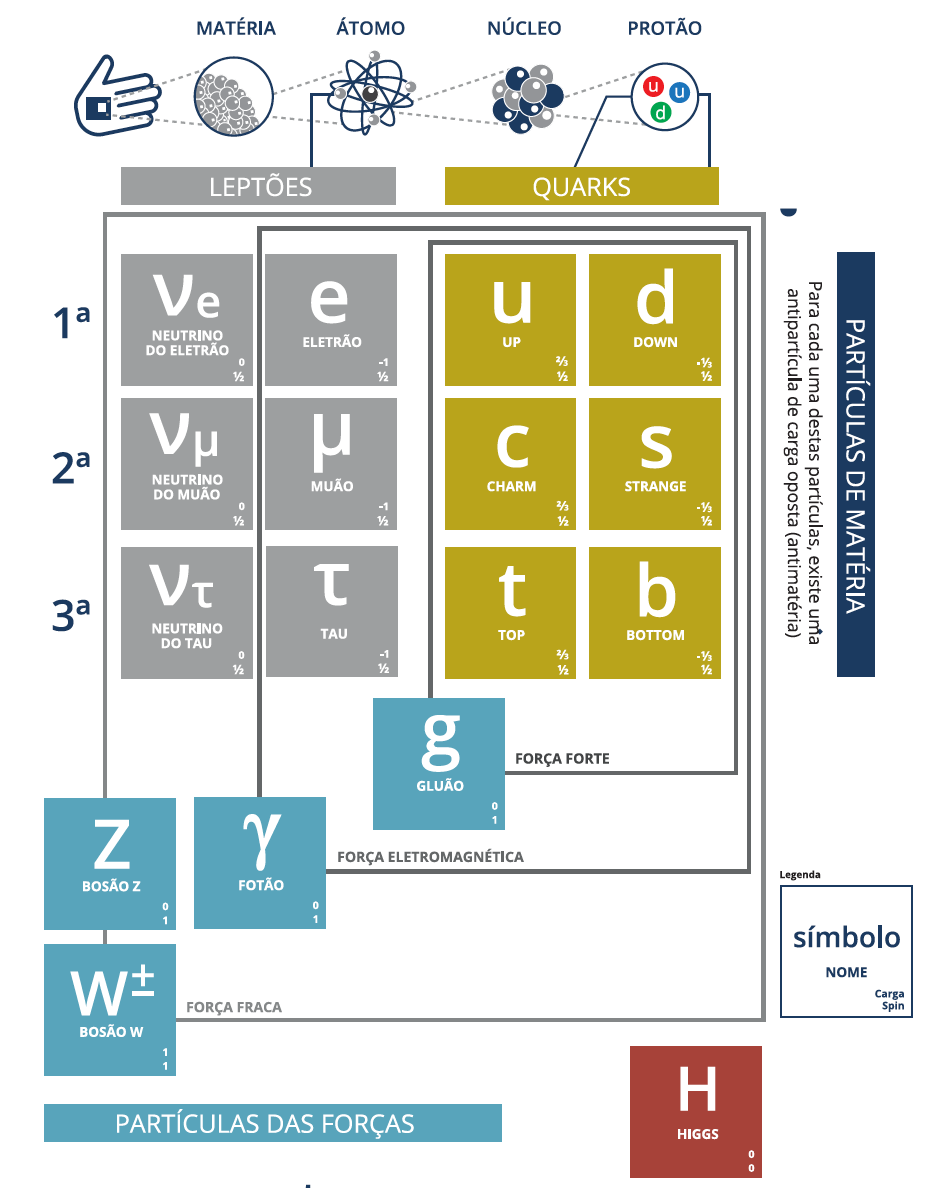 MATÉRIA
ÁTOMO
NÚCLEO
PROTÃO
u
u
d
LEPTÕES
QUARKS
1ª
νe
NEUTRINO
DO ELETRÃO
0
½
e
ELETRÃO
-1
½
u
UP
⅔
½
d
DOWN
-⅓
½
2ª
νμ
NEUTRINO
DO MUÃO
0
½
μ
MUÃO
-1
½
c
CHARM
⅔
½
s
STRANGE
-⅓
½
3ª
ντ
NEUTRINO
DO TAU
0
½
τ
TAU
-1
½
t
TOP
⅔
½
b
BOTTOM
-⅓
½
PARTÍCULAS DE MATÉRIA
Para cada uma destas partículas, existe uma
antipartícula de carga oposta (antimatéria)
g
GLUÃO
0
1
FORÇA FORTE
Z
BOSÃO Z
0
1
γ
FOTÃO
0
1
FORÇA ELETROMAGNÉTICA
W±
BOSÃO W
1
1
FORÇA FRACA
Legenda
símbolo
NOME
Carga
Spin
H
HIGGS
0
0
PARTÍCULAS DAS FORÇAS